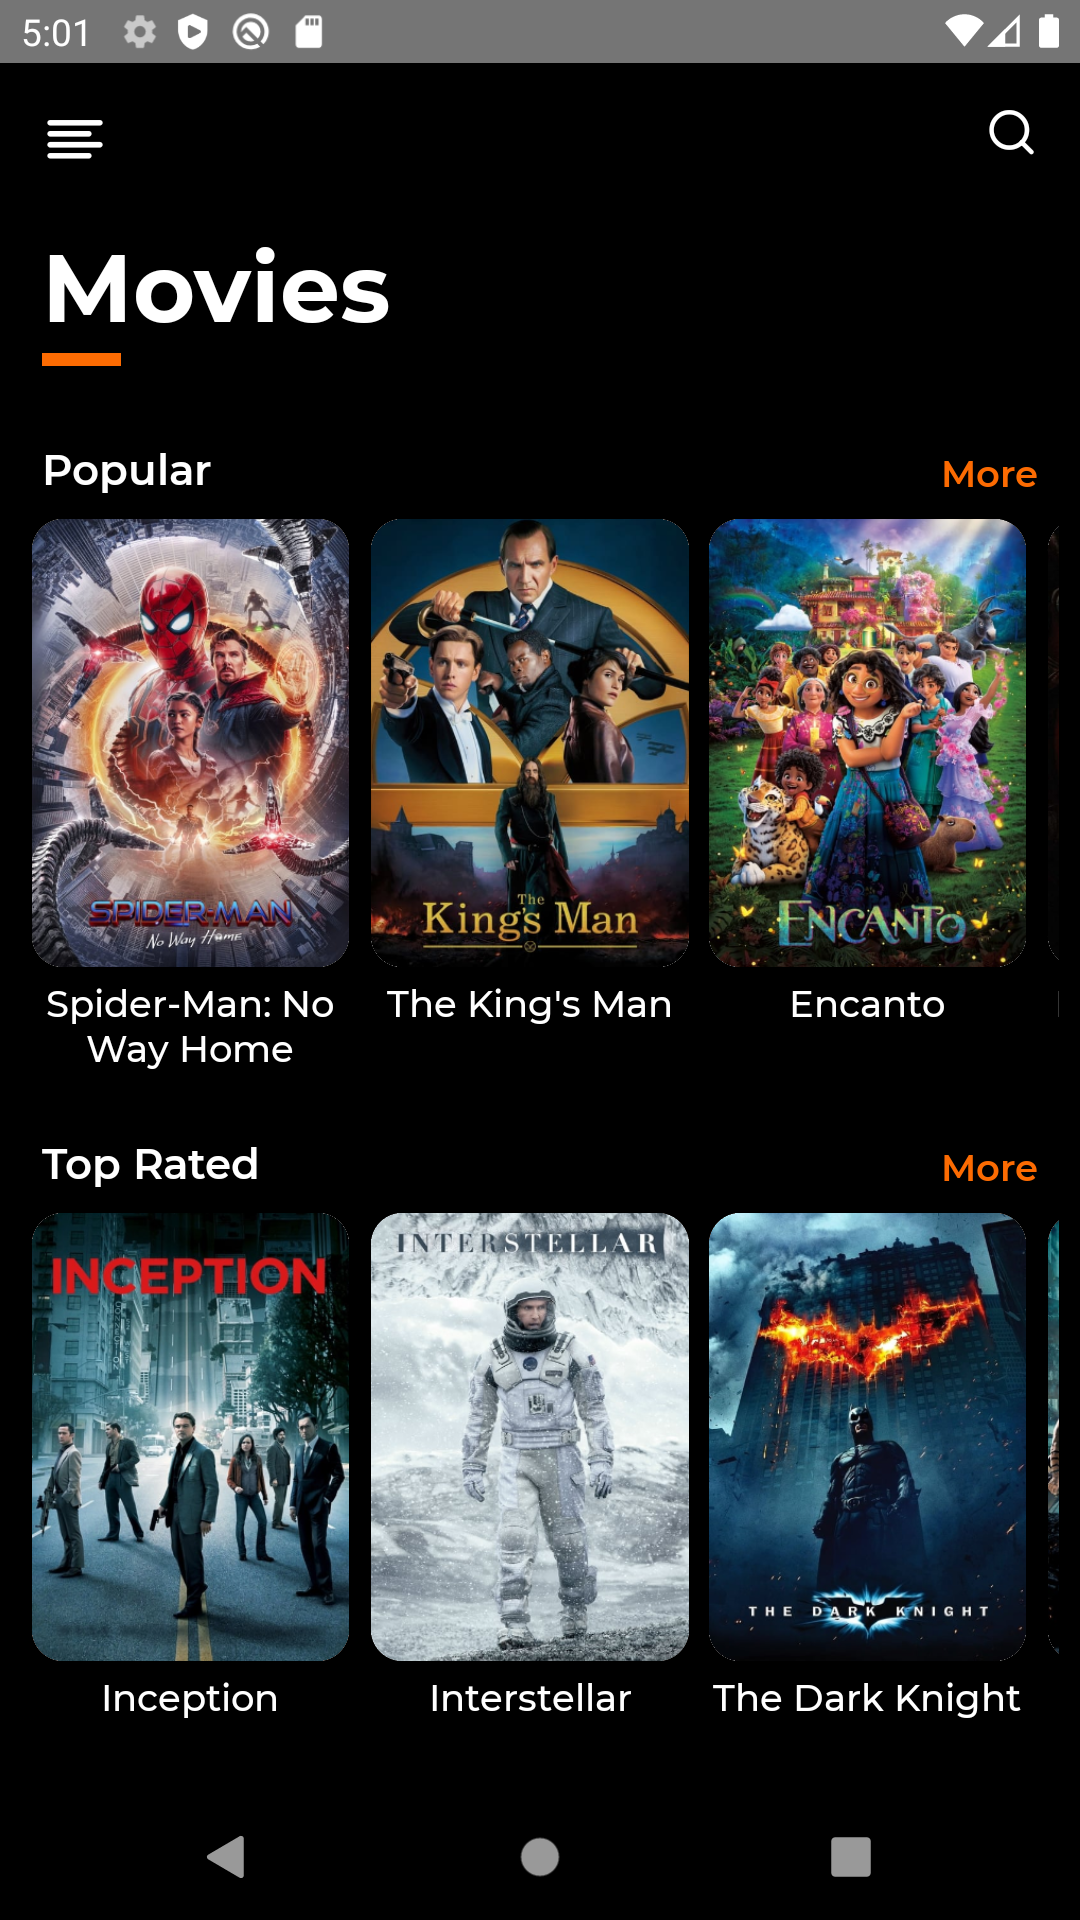 5:01
Movies
Popular
More
SPIDER-MAN
No Way Home
The
King's Man
ENCANTO
Spider-Man: No
Way Home
The King's Man
Encanto
Top Rated
More
INCEPTION
INTERSTELLAR
THE DARK KNIGHT
Inception
Interstellar
The Dark Knight